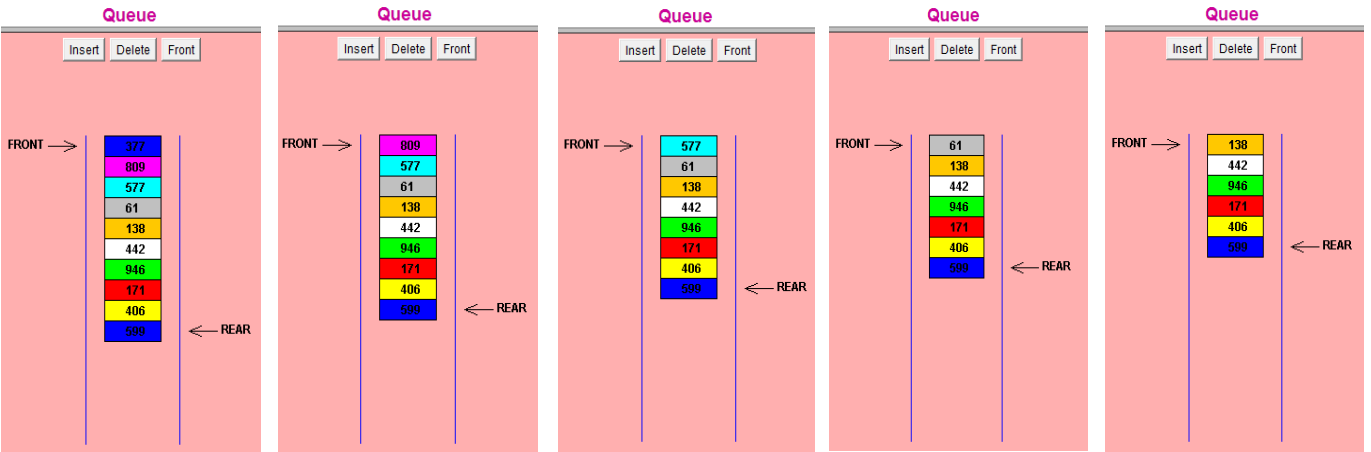 Queue
Insert Delete Front
FRONT
377
809
577
61
138
442
946
171
406
599
REAR
Queue
Insert Delete Front
FRONT
809
577
61
138
442
946
171
406
599
REAR
Queue
Insert Delete Front
FRONT
577
61
138
442
946
171
406
599
REAR
Queue
Insert Delete Front
FRONT
61
138
442
946
171
406
599
REAR
Queue
Insert Delete Front
FRONT
138
442
946
171
406
599
REAR